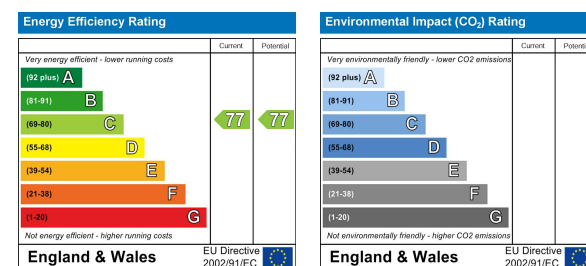 Energy Efficiency Rating
Current Potential
Very energy efficient - lower running costs
(92 plus) A
(81-91) B
(69-80) C
77 77
(55-68) D
(39-54) E
(21-38) F
(1-20) G
Not energy efficient - higher running costs
England & Wales
EU Directive
2002/91/EC
Environmental Impact (CO₂) Rating
Current Potential
Very environmentally friendly - lower CO2 emissions
(92 plus) A
(81-91) B
(69-80) C
(55-68) D
(39-54) E
(21-38) F
(1-20) G
Not environmentally friendly - higher CO2 emissions
England & Wales
EU Directive
2002/91/EC